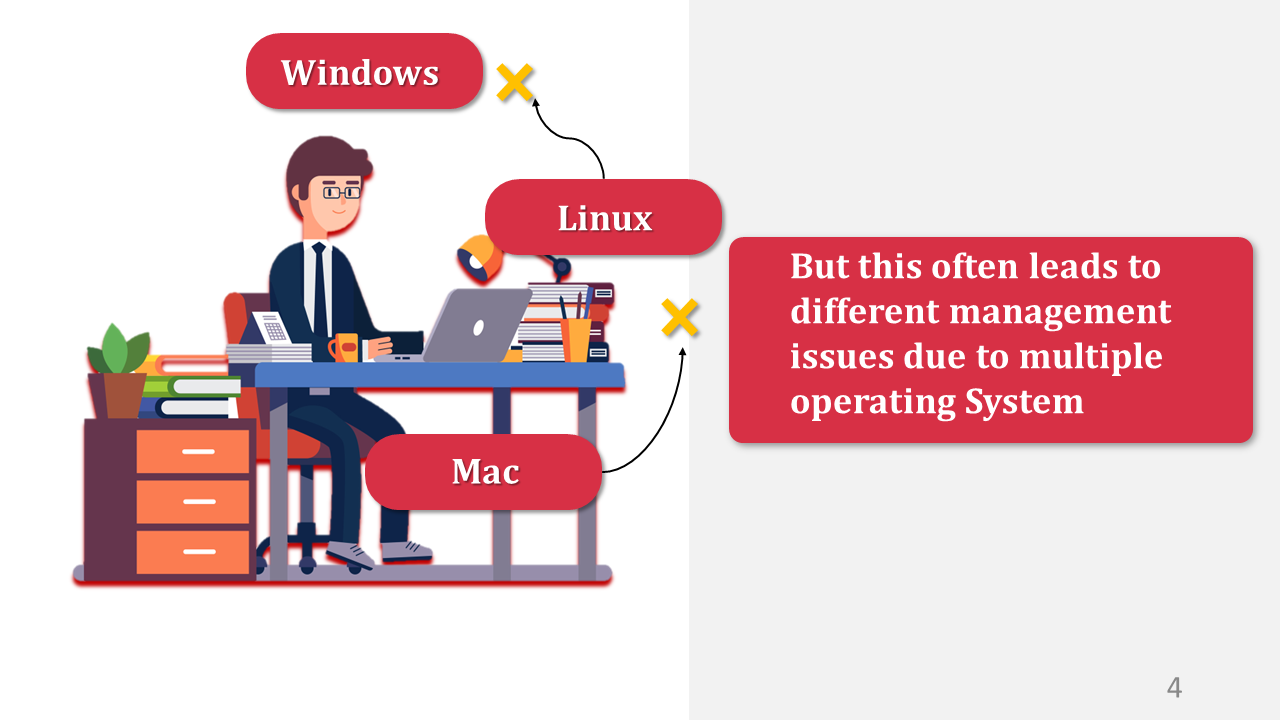 Windows
Linux
But this often leads to
different management
issues due to multiple
operating System
Mac
4